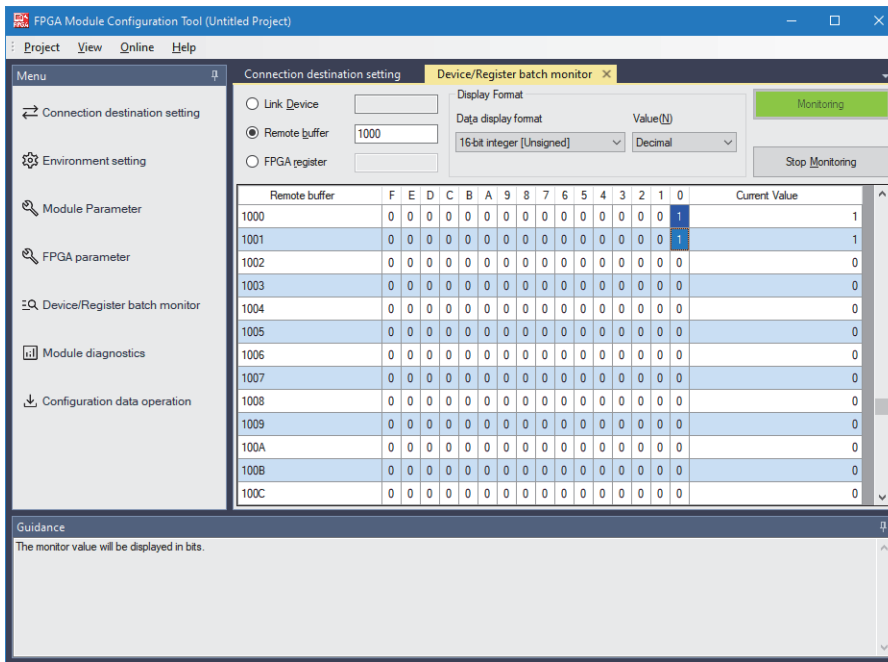 FPGA Module Configuration Tool (Untitled Project)
Project View Online Help
Menu
Connection destination setting
Environment setting
Module Parameter
FPGA parameter
Device/Register batch monitor
Module diagnostics
Configuration data operation
Connection destination setting Device/Register batch monitor
Link Device
Remote buffer 1000
FPGA register
Display Format
Data display format Value(N)
16-bit integer [Unsigned] Decimal
Monitoring
Stop Monitoring
Remote buffer F E D C B A 9 8 7 6 5 4 3 2 1 0 Current Value
1000 0 0 0 0 0 0 0 0 0 0 0 0 0 0 0 1 1
1001 0 0 0 0 0 0 0 0 0 0 0 0 0 0 0 1 1
1002 0 0 0 0 0 0 0 0 0 0 0 0 0 0 0 0 0
1003 0 0 0 0 0 0 0 0 0 0 0 0 0 0 0 0 0
1004 0 0 0 0 0 0 0 0 0 0 0 0 0 0 0 0 0
1005 0 0 0 0 0 0 0 0 0 0 0 0 0 0 0 0 0
1006 0 0 0 0 0 0 0 0 0 0 0 0 0 0 0 0 0
1007 0 0 0 0 0 0 0 0 0 0 0 0 0 0 0 0 0
1008 0 0 0 0 0 0 0 0 0 0 0 0 0 0 0 0 0
1009 0 0 0 0 0 0 0 0 0 0 0 0 0 0 0 0 0
100A 0 0 0 0 0 0 0 0 0 0 0 0 0 0 0 0 0
100B 0 0 0 0 0 0 0 0 0 0 0 0 0 0 0 0 0
100C 0 0 0 0 0 0 0 0 0 0 0 0 0 0 0 0 0
Guidance
The monitor value will be displayed in bits.